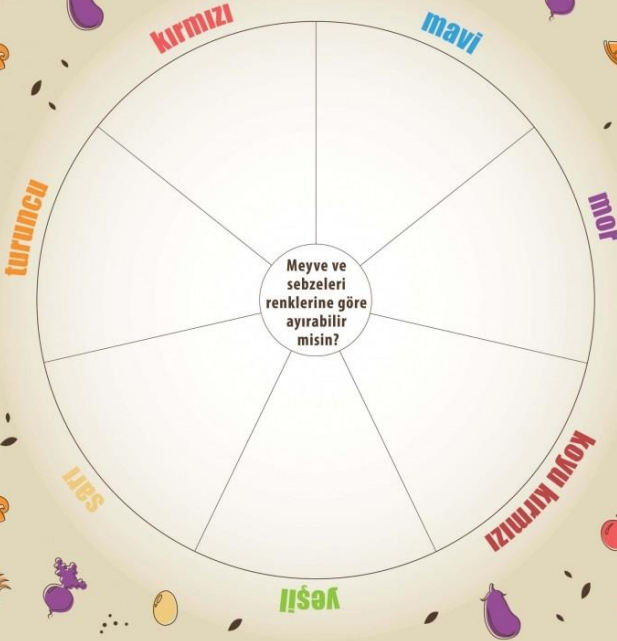 kırmızı
mavi
mor
koyu kırmızı
yeşil
sarı
turuncu
Meyve ve
sebzeleri
renklerine göre
ayırabilir
misin?